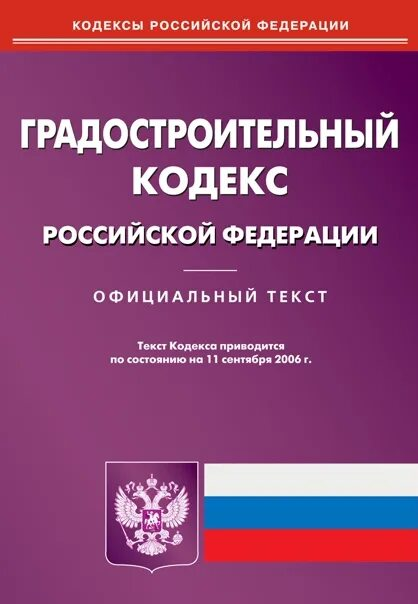 КОДЕКСЫ РОССИЙСКОЙ ФЕДЕРАЦИИ
ГРАДОСТРОИТЕЛЬНЫЙ
КОДЕКС
РОССИЙСКОЙ ФЕДЕРАЦИИ
ОФИЦИАЛЬНЫЙ ТЕКСТ
Текст Кодекса приводится
по состоянию на 11 сентября 2006 г.